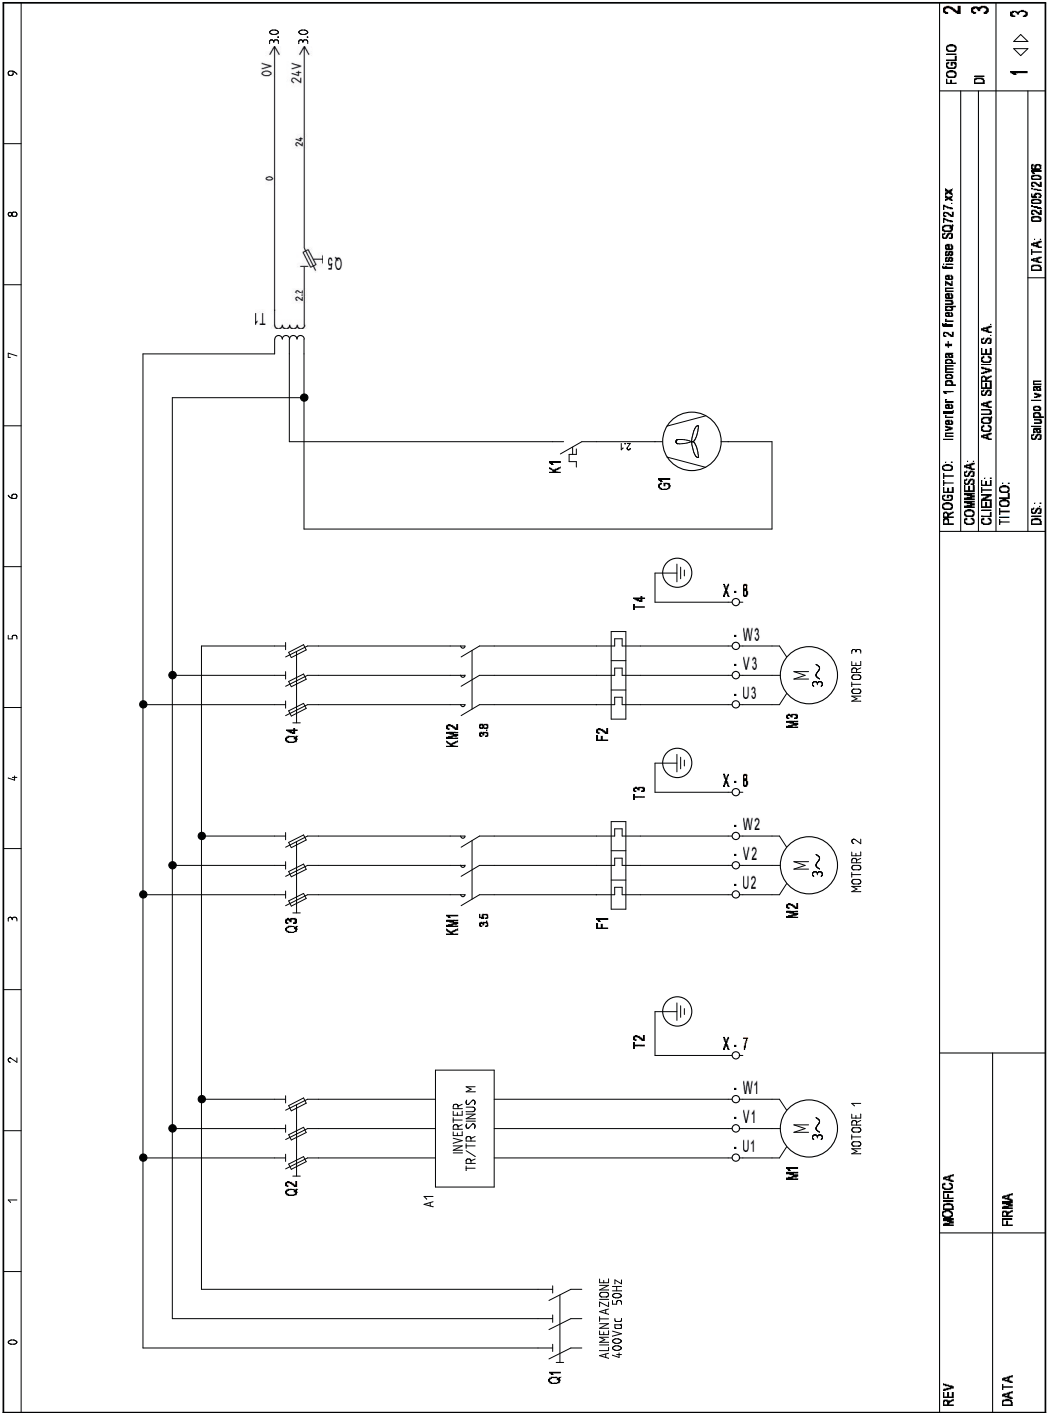 0 1 2 3 4 5 6 7 8 9
0V 3.0
24V 3.0
0
24
Q5
2.2
T1
K1
2.1
G1
Q4
KM2
3.8
F2
T4
X - 8
- W3
- V3
- U3
M
3~
M3
MOTORE 3
Q3
KM1
3.5
F1
T3
X - 8
- W2
- V2
- U2
M
3~
M2
MOTORE 2
Q2
INVERTER
TR/TR SINUS M
A1
T2
X - 7
- W1
- V1
- U1
M
3~
M1
MOTORE 1
Q1
ALIMENTAZIONE
400Vac 50Hz
REV
MODIFICA
DATA
FIRMA
PROGETTO: Inverter 1 pompa + 2 frequenze fisse SQ727.xx
COMMESSA:
CLIENTE: ACQUA SERVICE S.A.
TITOLO:
DIS.: Salupo Ivan
DATA: 02/05/2016
FOGLIO 2
DI 3
1 3